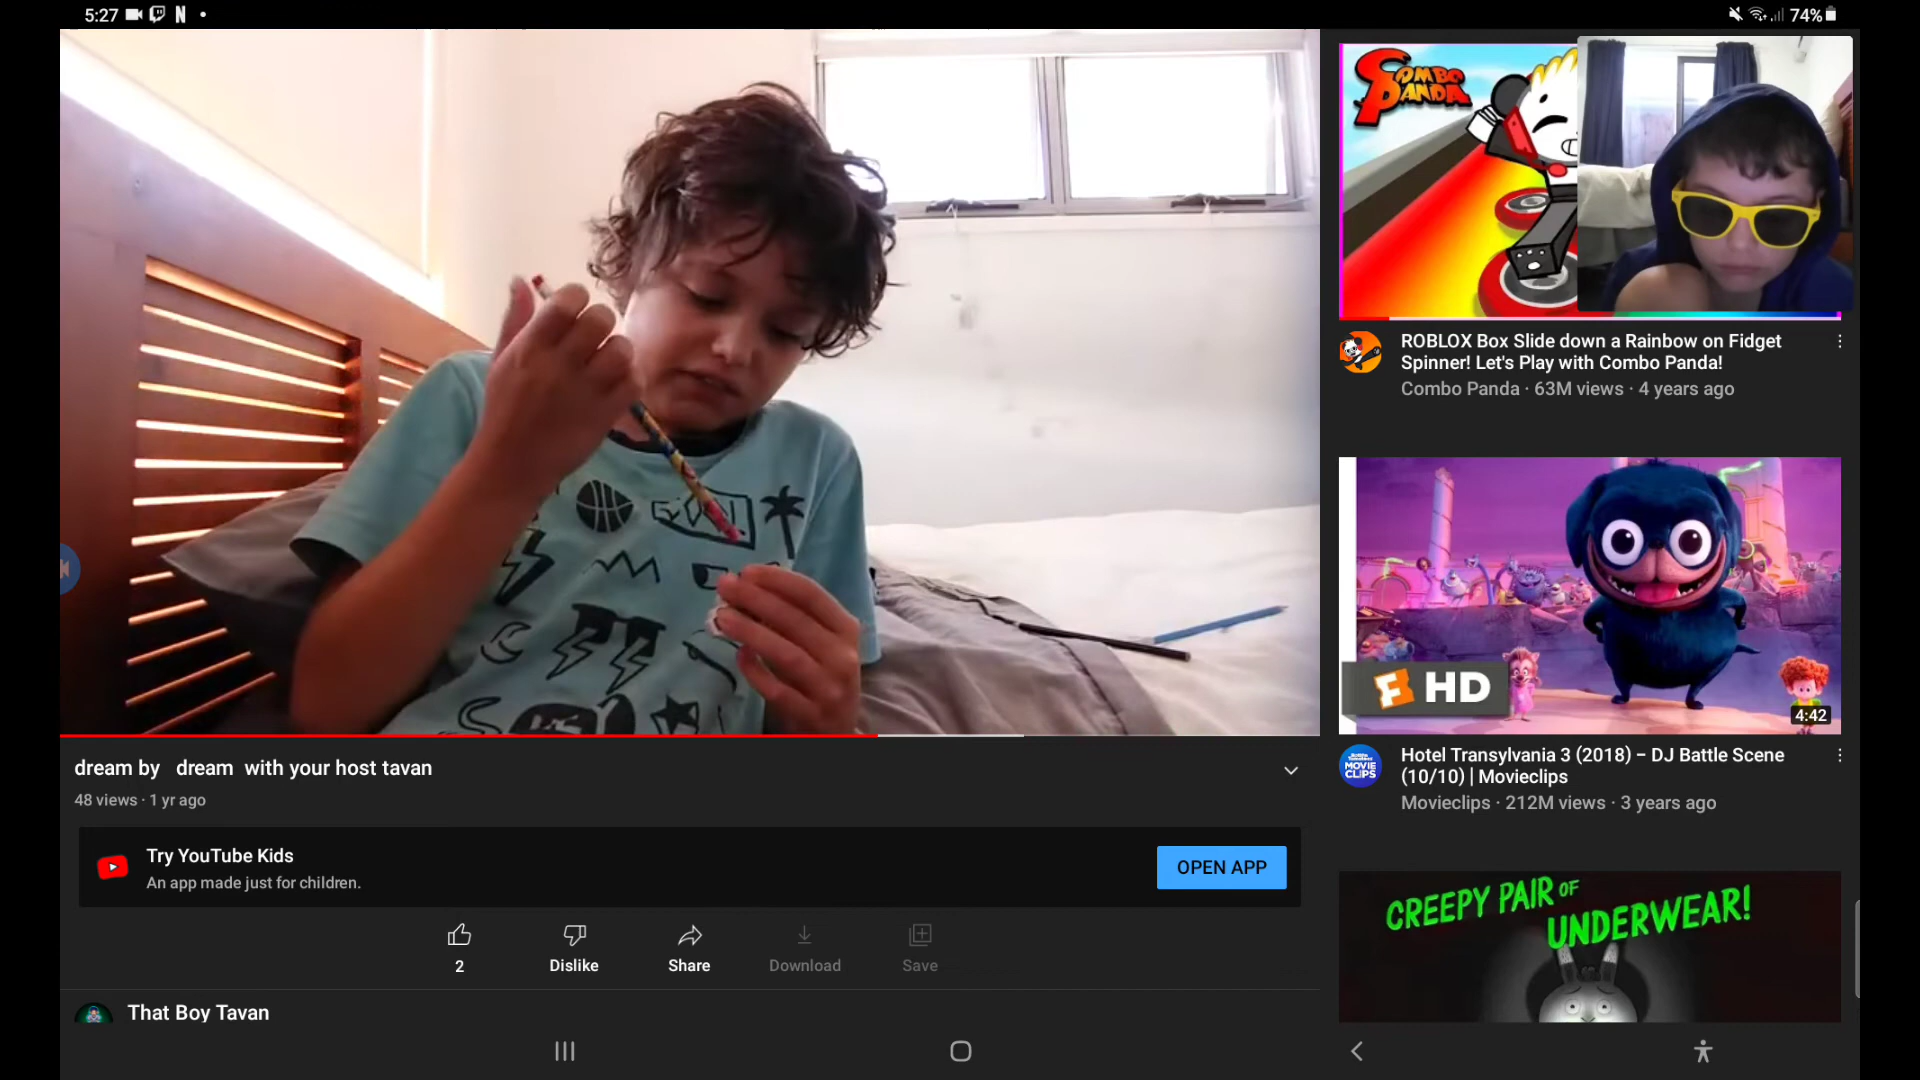 5:27
74%
GOAL
COMBO
PANDA
ROBLOX Box Slide down a Rainbow on Fidget
Spinner! Let's Play with Combo Panda!
Combo Panda · 63M views · 4 years ago
HD
4:42
MOVIE
CLIPS
Hotel Transylvania 3 (2018) – DJ Battle Scene
(10/10) | Movieclips
Movieclips · 212M views · 3 years ago
CREEPY PAIR OF
UNDERWEAR!
dream by dream with your host tavan
48 views · 1 yr ago
Try YouTube Kids
An app made just for children.
OPEN APP
2
Dislike
Share
Download
Save
That Boy Tavan